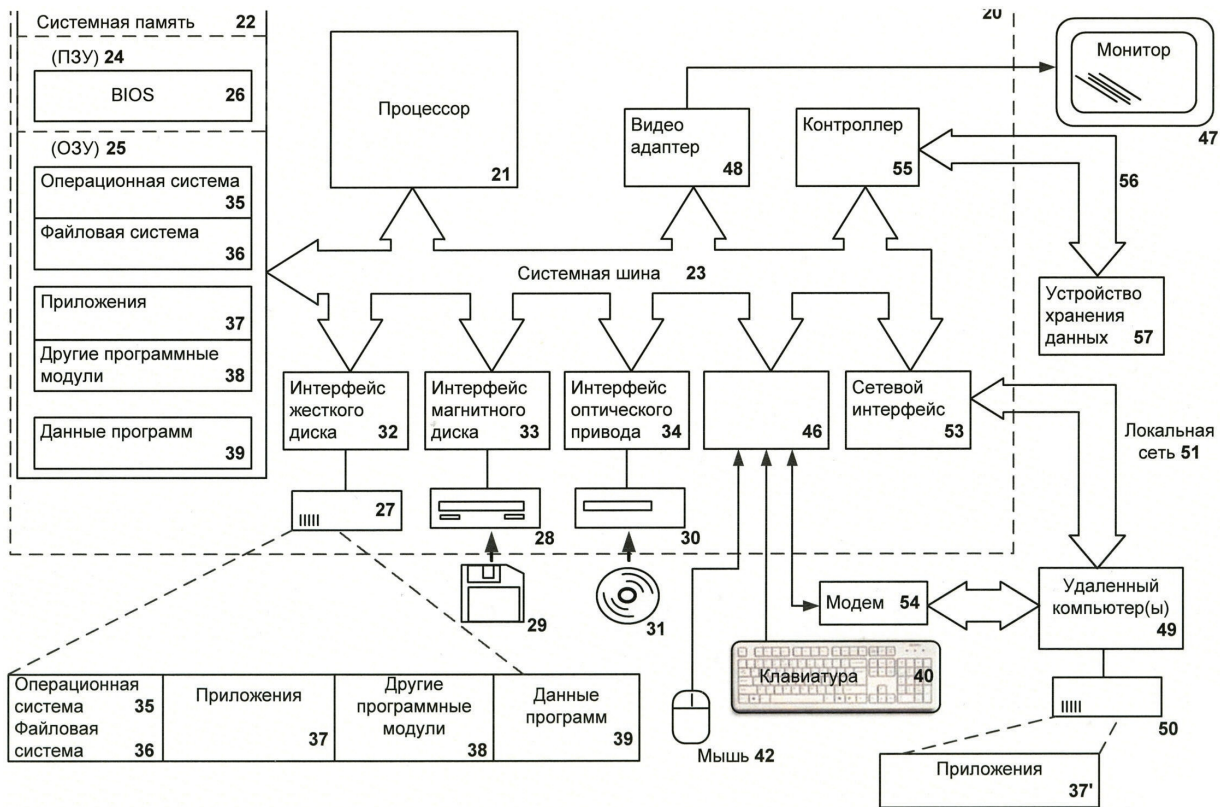 Системная память 22
20
(ПЗУ) 24
BIOS 26
(ОЗУ) 25
Операционная система
35
Файловая система
36
Приложения
37
Другие программные
модули 38
Данные программ
39
Процессор
21
Видео
адаптер
48
Контроллер
55
Монитор
47
56
Системная шина 23
Устройство
хранения
данных 57
Интерфейс
жесткого
диска 32
Интерфейс
магнитного
диска 33
Интерфейс
оптического
привода 34
46
Сетевой
интерфейс
53
Локальная
сеть 51
27
28
30
29
31
Модем 54
Удаленный
компьютер(ы)
49
Клавиатура 40
Мышь 42
50
Приложения
37'
Операционная
система 35
Файловая
система 36
Приложения
37
Другие
программные
модули
38
Данные
программ
39